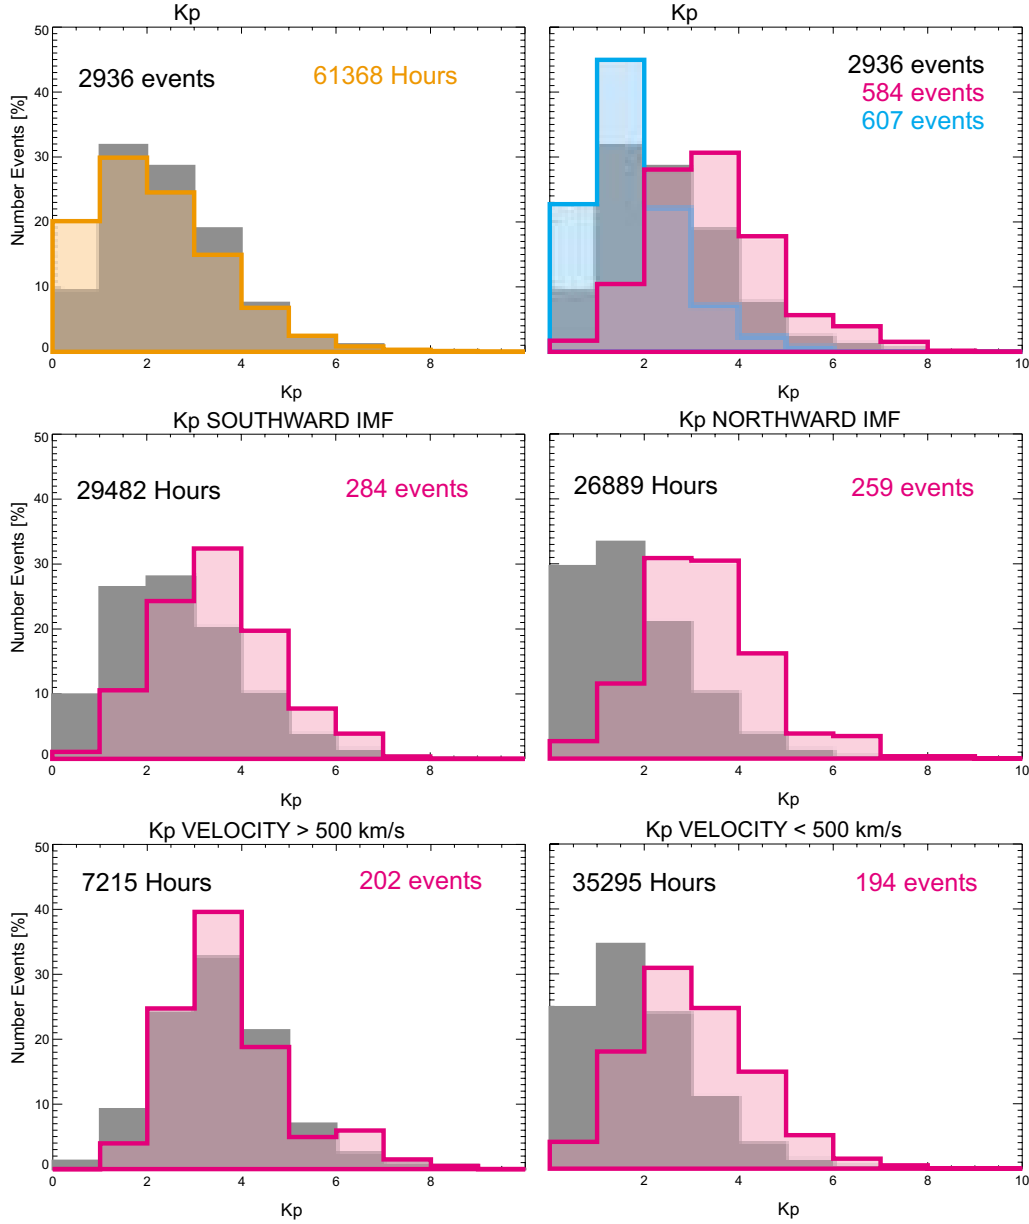 Kp
Kp
50
40
30
20
10
0
Number Events [%]
2936 events
61368 Hours
2936 events
584 events
607 events
0
2
4
6
8
2
4
6
8
10
Kp
Kp
Kp SOUTHWARD IMF
Kp NORTHWARD IMF
50
40
30
20
10
0
Number Events [%]
29482 Hours
284 events
26889 Hours
259 events
0
2
4
6
8
2
4
6
8
10
Kp
Kp
Kp VELOCITY > 500 km/s
Kp VELOCITY < 500 km/s
50
40
30
20
10
0
Number Events [%]
7215 Hours
202 events
35295 Hours
194 events
0
2
4
6
8
2
4
6
8
10
Kp
Kp